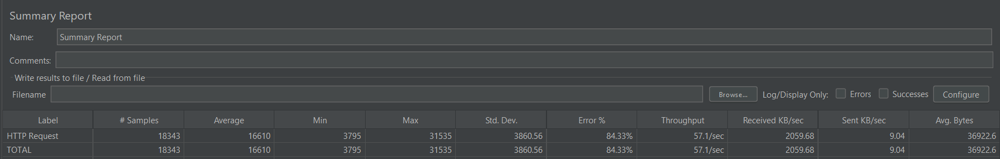 Summary Report
Name: Summary Report
Comments:
Write results to file / Read from file
Filename Browse... Log/Display Only: Errors Successes Configure
Label # Samples Average Min Max Std. Dev. Error % Throughput Received KB/sec Sent KB/sec Avg. Bytes
HTTP Request 18343 16610 3795 31535 3860.56 84.33% 57.1/sec 2059.68 9.04 36922.6
TOTAL 18343 16610 3795 31535 3860.56 84.33% 57.1/sec 2059.68 9.04 36922.6